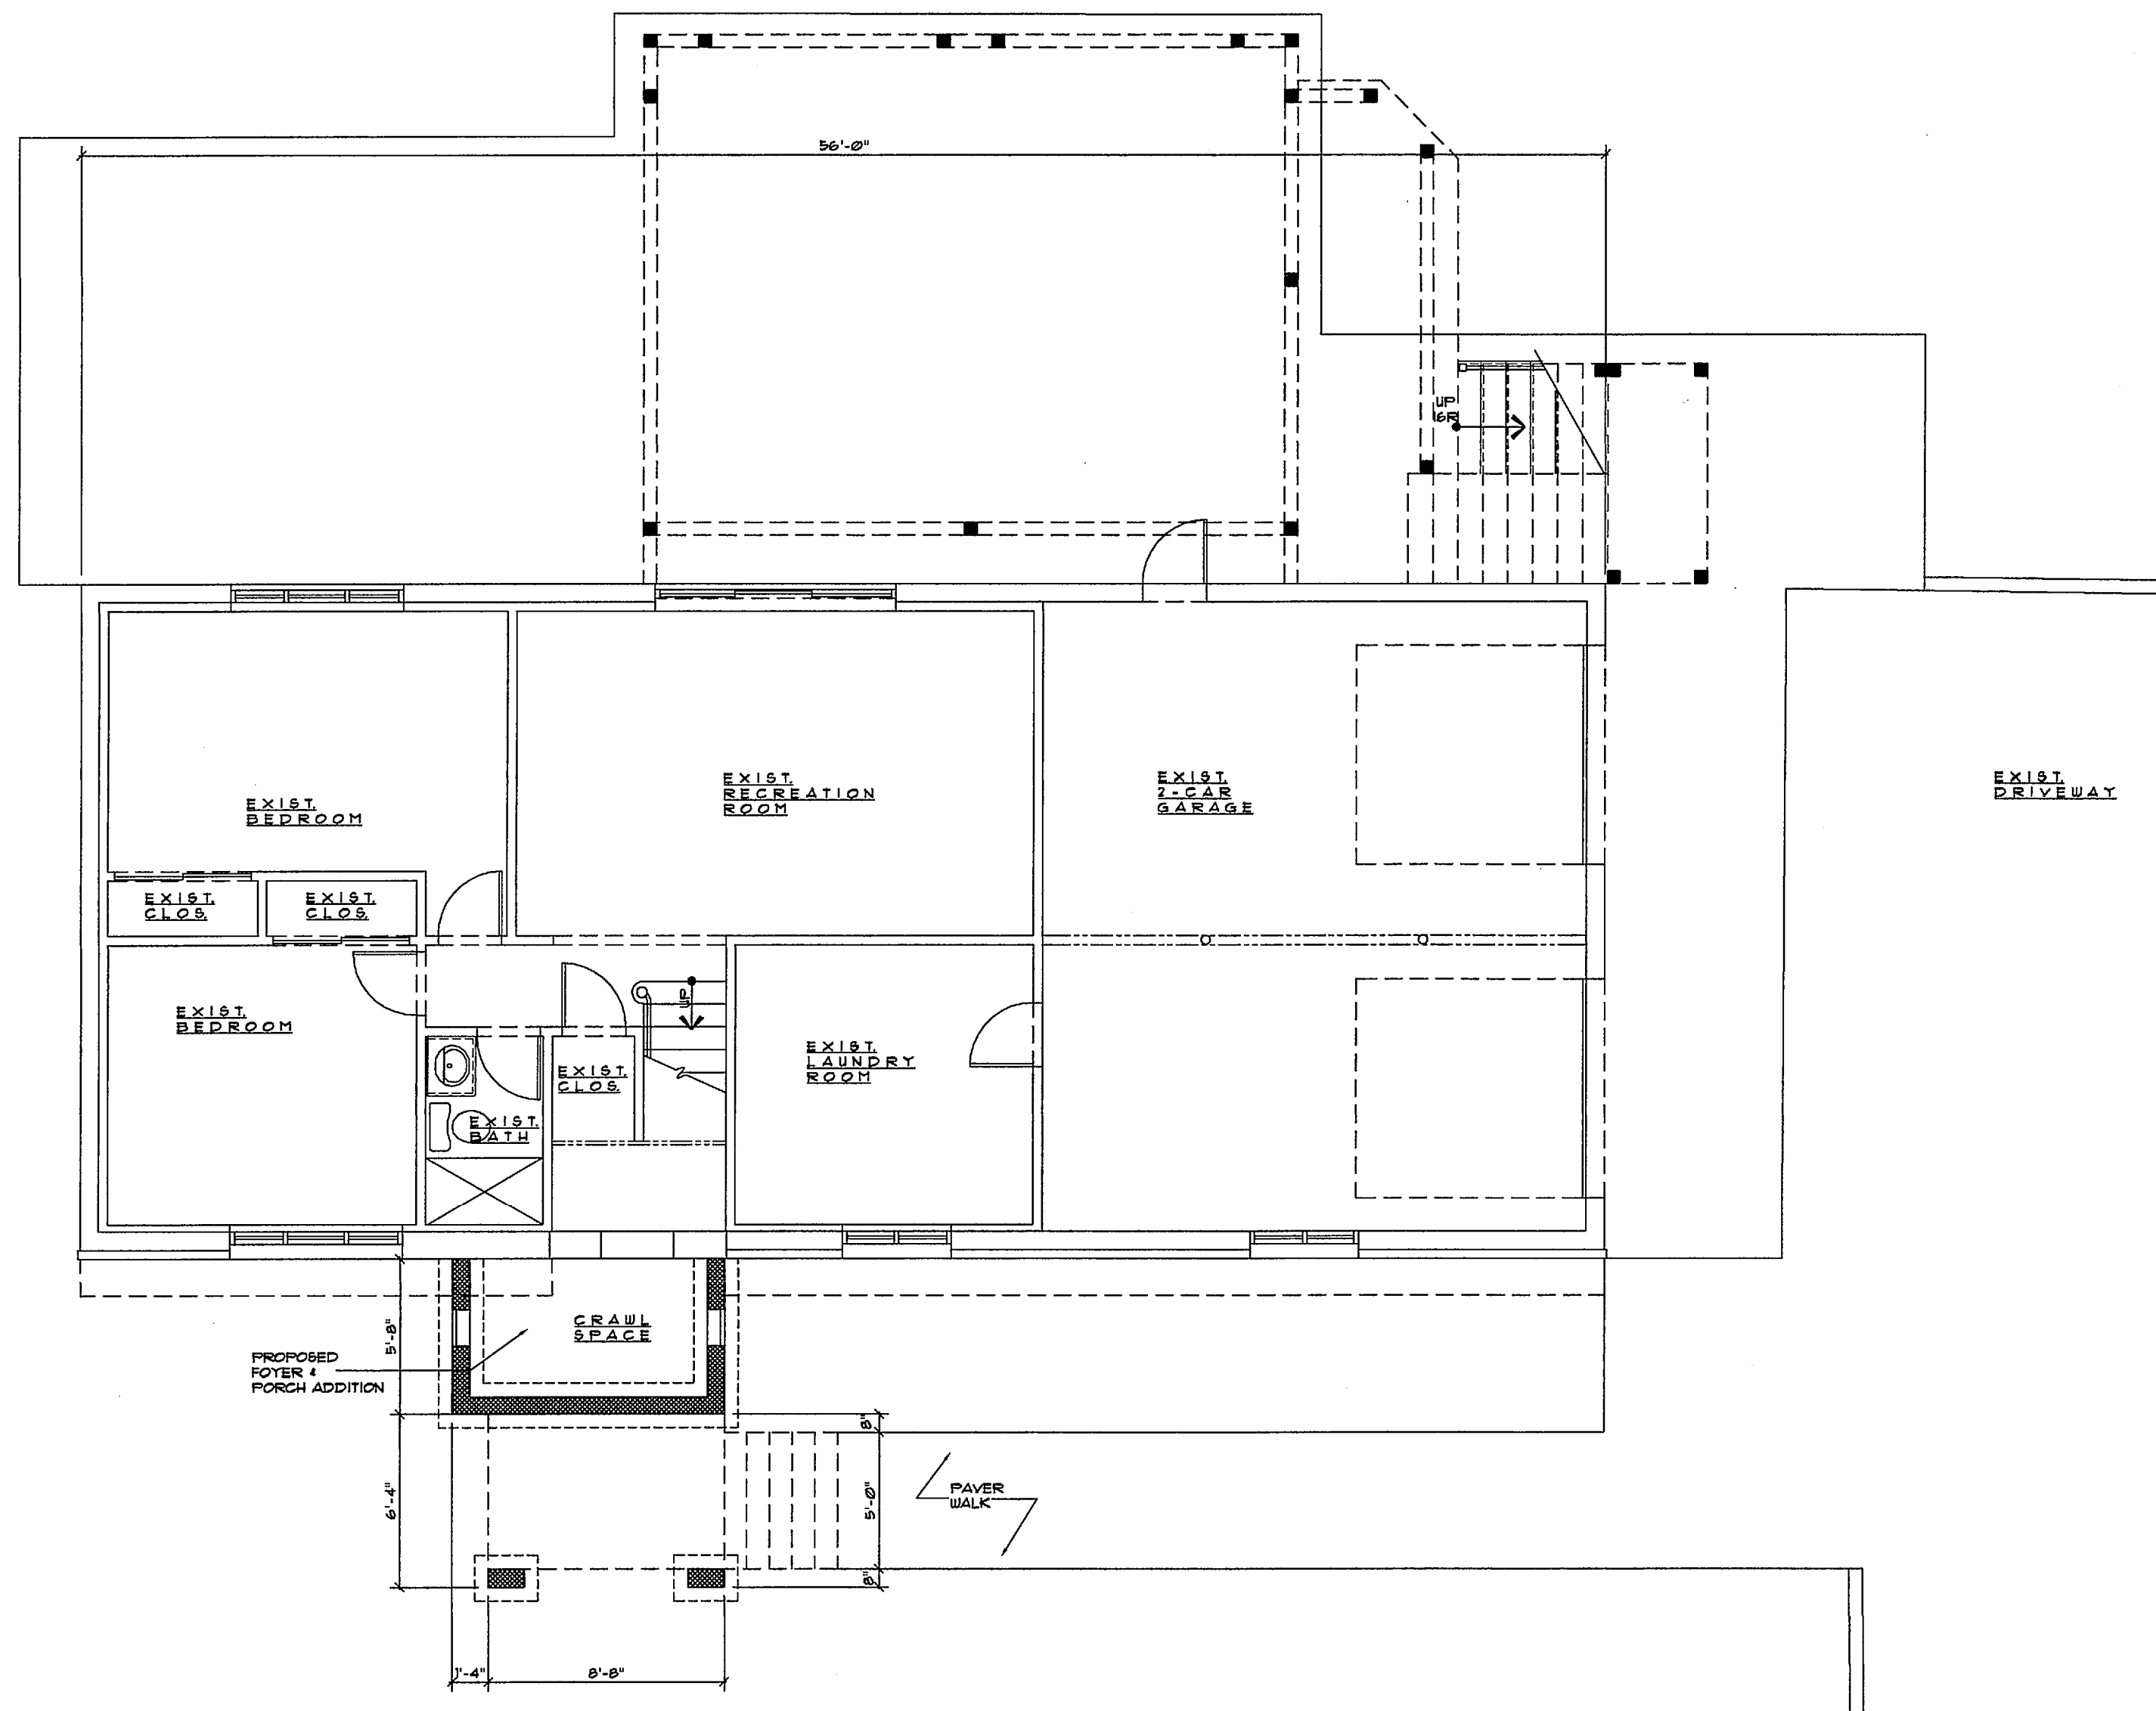 56'-0"
UP
16R
EXIST.
BEDROOM
EXIST.
RECREATION
ROOM
EXIST.
2-CAR
GARAGE
EXIST.
DRIVEWAY
EXIST.
CLOS.
EXIST.
CLOS.
EXIST.
BEDROOM
UP
EXIST.
CLOS.
EXIST.
LAUNDRY
ROOM
EXIST.
BATH
5'-8"
CRAWL
SPACE
PROPOSED
FOYER &
PORCH ADDITION
8"
6'-4"
5'-0"
PAVER
WALK
8"
1'-4"
8'-8"